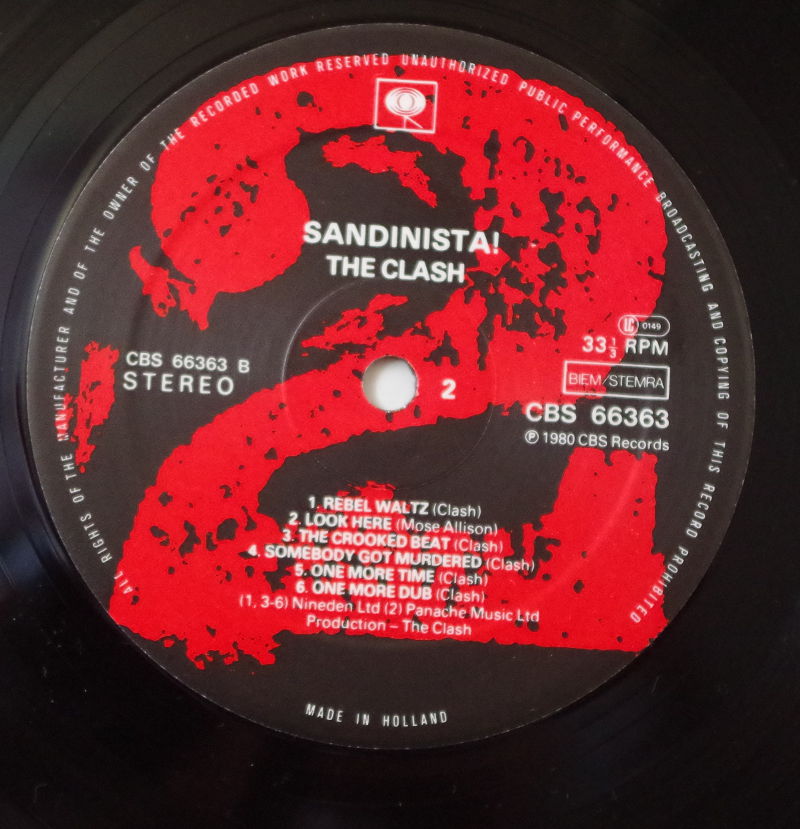 ALL RIGHTS OF THE MANUFACTURER AND OF THE OWNER OF THE RECORDED WORK RESERVED UNAUTHORIZED PUBLIC PERFORMANCE BROADCASTING AND COPYING OF THIS RECORD PROHIBITED
SANDINISTA!
THE CLASH
LC 0149
33 1/3 RPM
CBS 66363 B
STEREO
BIEM/STEMRA
2
CBS 66363
℗ 1980 CBS Records
1. REBEL WALTZ (Clash)
2. LOOK HERE (Mose Allison)
3. THE CROOKED BEAT (Clash)
4. SOMEBODY GOT MURDERED (Clash)
5. ONE MORE TIME (Clash)
6. ONE MORE DUB (Clash)
(1, 3-6) Nineden Ltd (2) Panache Music Ltd
Production – The Clash
MADE IN HOLLAND